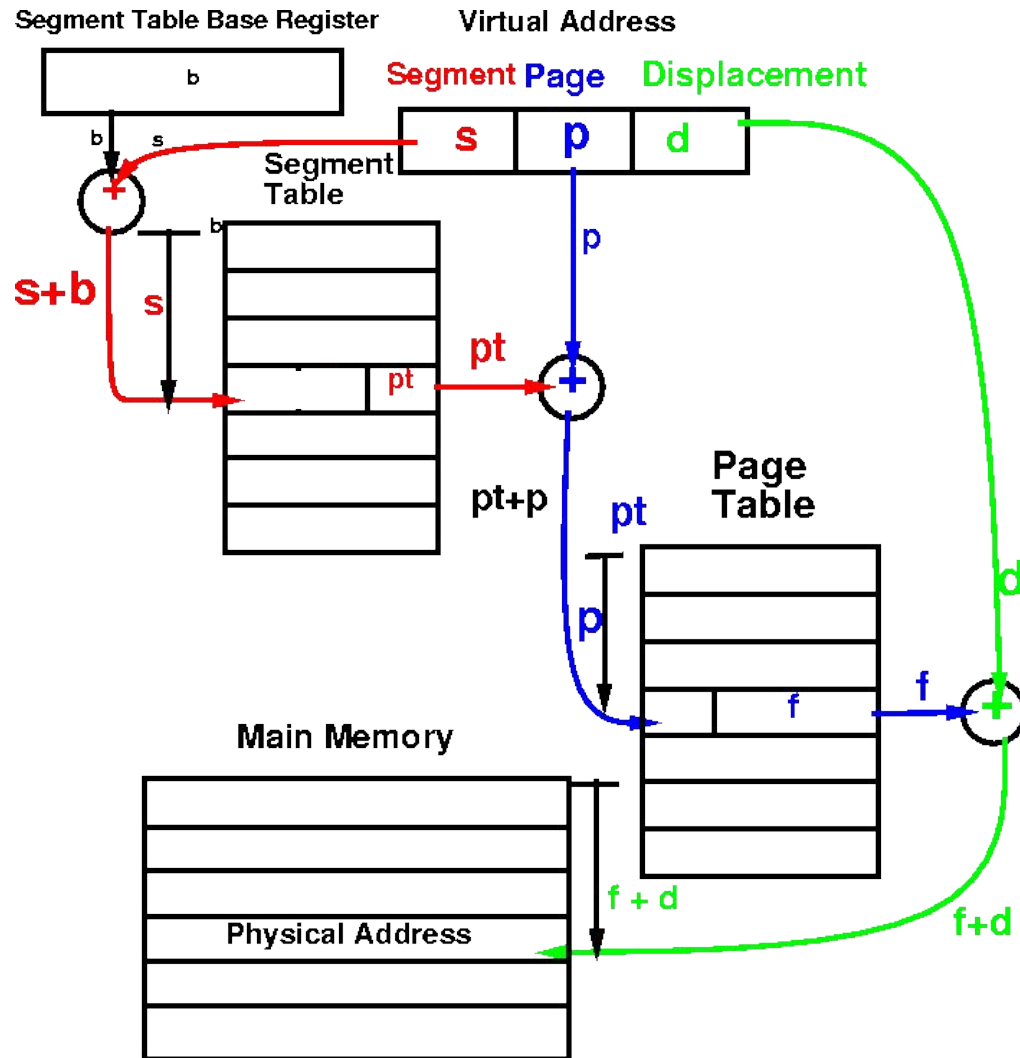 Segment Table Base Register
Virtual Address
b
Segment Page Displacement
s p d
b
s
+
Segment
Table
b
p
s+b
s
pt
pt
+
Page
Table
pt+p
pt
p
d
f
f
+
Main Memory
f + d
f+d
Physical Address